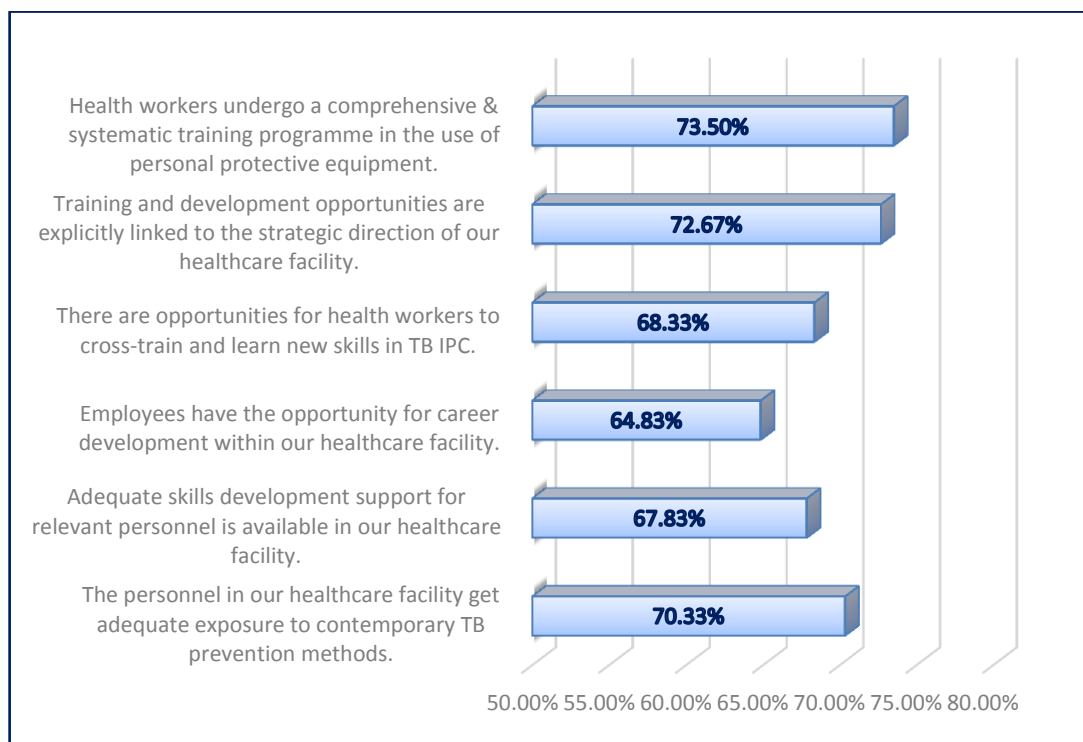 Health workers undergo a comprehensive &
systematic training programme in the use of
personal protective equipment.
73.50%
Training and development opportunities are
explicitly linked to the strategic direction of our
healthcare facility.
72.67%
There are opportunities for health workers to
cross-train and learn new skills in TB IPC.
68.33%
Employees have the opportunity for career
development within our healthcare facility.
64.83%
Adequate skills development support for
relevant personnel is available in our healthcare
facility.
67.83%
The personnel in our healthcare facility get
adequate exposure to contemporary TB
prevention methods.
70.33%
50.00% 55.00% 60.00% 65.00% 70.00% 75.00% 80.00%